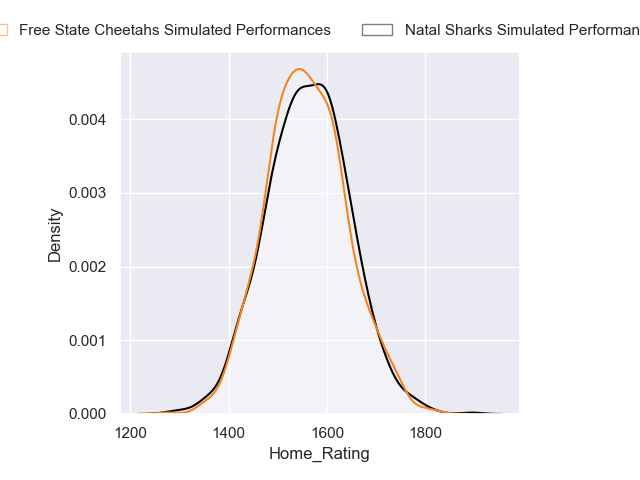 Free State Cheetahs Simulated Performances
Natal Sharks Simulated Performan
0.004
0.003
0.002
0.001
0.000
Density
1200 1400 1600 1800
Home_Rating